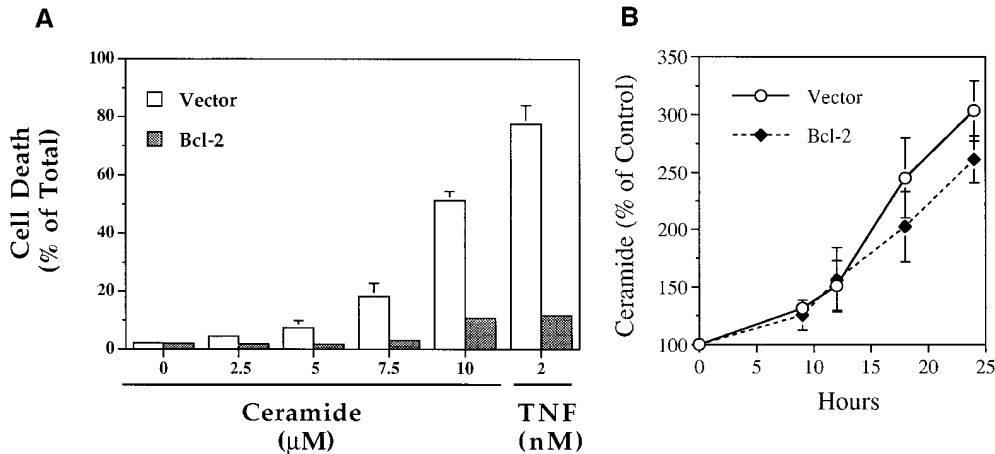 A
Cell Death
(% of Total)
100
80
60
40
20
0
Vector
Bcl-2
0 2.5 5 7.5 10 2
Ceramide
(μM)
TNF
(nM)
B
Ceramide (% of Control)
350
300
250
200
150
100
Vector
Bcl-2
0 5 10 15 20 25
Hours